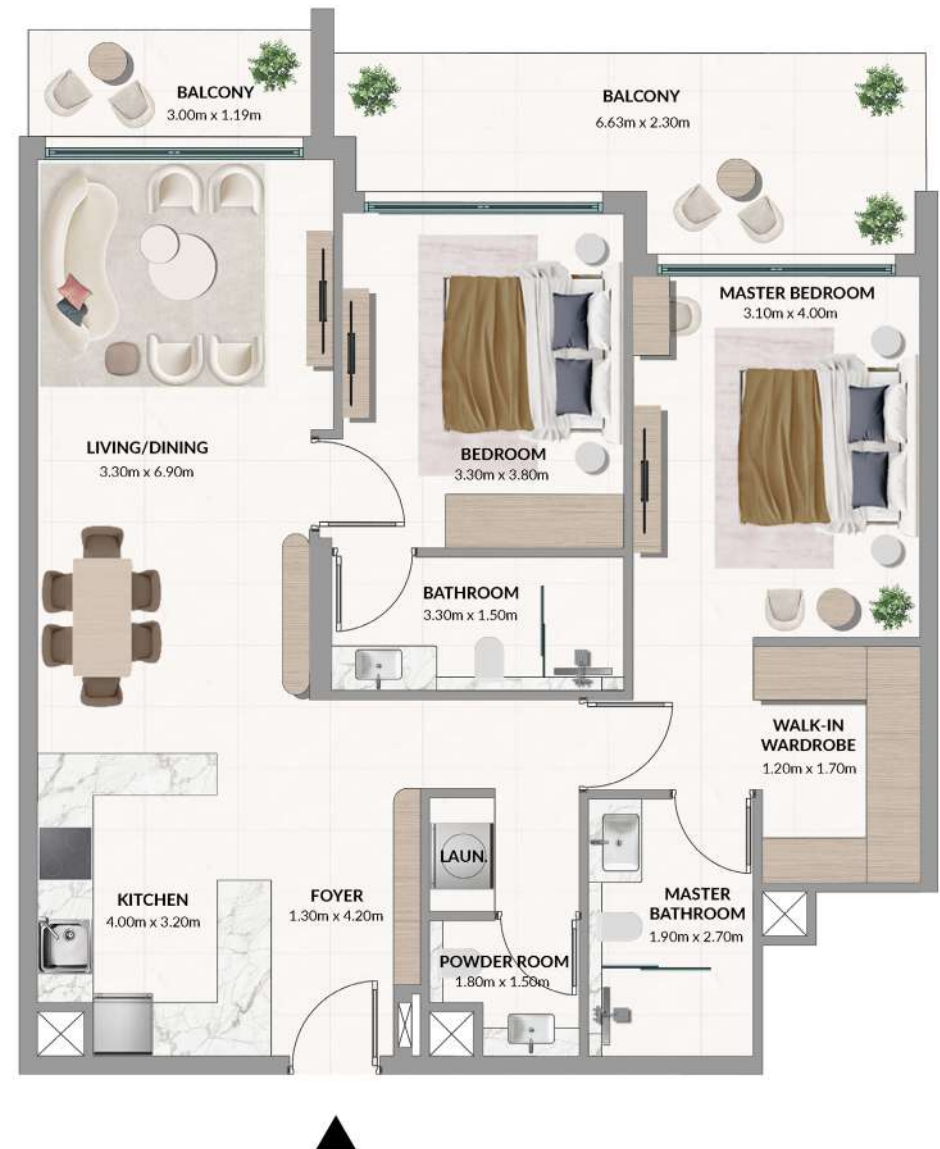 BALCONY
3.00m x 1.19m
BALCONY
6.63m x 2.30m
MASTER BEDROOM
3.10m x 4.00m
LIVING/DINING
3.30m x 6.90m
BEDROOM
3.30m x 3.80m
BATHROOM
3.30m x 1.50m
WALK-IN
WARDROBE
1.20m x 1.70m
LAUN.
KITCHEN
4.00m x 3.20m
FOYER
1.30m x 4.20m
MASTER
BATHROOM
1.90m x 2.70m
POWDER ROOM
1.80m x 1.50m